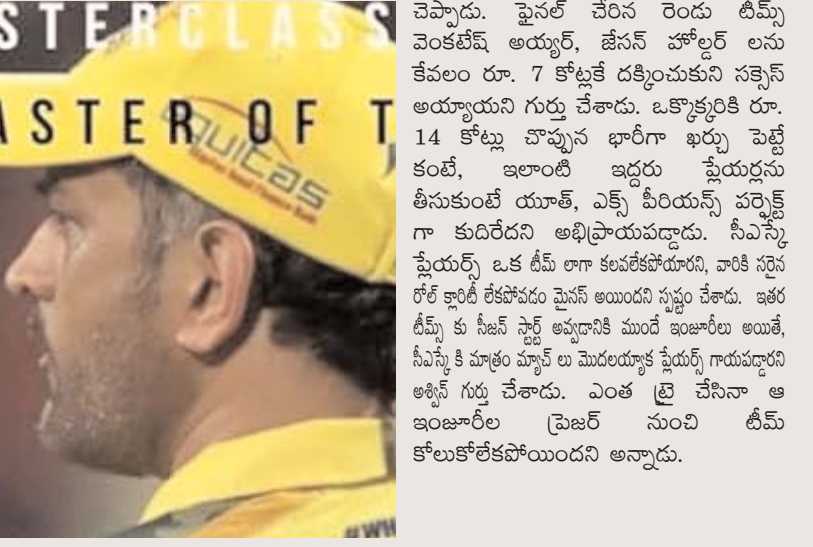 STERCLASS
ASTER OF T
equitas
#WH
చెప్పాడు. ఫైనల్ చేరిన రెండు టీమ్స్
వెంకటేష్ అయ్యర్, జేసన్ హోల్డర్ లను
కేవలం రూ. 7 కోట్లకే దక్కించుకుని సక్సెస్
అయ్యాయని గుర్తు చేశాడు. ఒక్కొక్కరికి రూ.
14 కోట్లు చొప్పున భారీగా ఖర్చు పెట్టే
కంటే, ఇలాంటి ఇద్దరు ప్లేయర్లను
తీసుకుంటే యూత్, ఎక్స్ పీరియన్స్ పర్ఫెక్ట్
గా కుదిరేదని అభిప్రాయపడ్డాడు. సీఎస్కే
ప్లేయర్స్ ఒక టీమ్ లాగా కలవలేకపోయారని, వారికి సరైన
రోల్ క్లారిటీ లేకపోవడం మైనస్ అయిందని స్పష్టం చేశాడు. ఇతర
టీమ్స్ కు సీజన్ స్టార్ట్ అవ్వడానికి ముందే ఇంజూరీలు అయితే,
సీఎస్కే కి మాత్రం మ్యాచ్ లు మొదలయ్యాక ప్లేయర్స్ గాయపడ్డారని
అశ్విన్ గుర్తు చేశాడు. ఎంత ట్రై చేసినా ఆ
ఇంజూరీల ప్రెజర్ నుంచి టీమ్
కోలుకోలేకపోయిందని అన్నాడు.